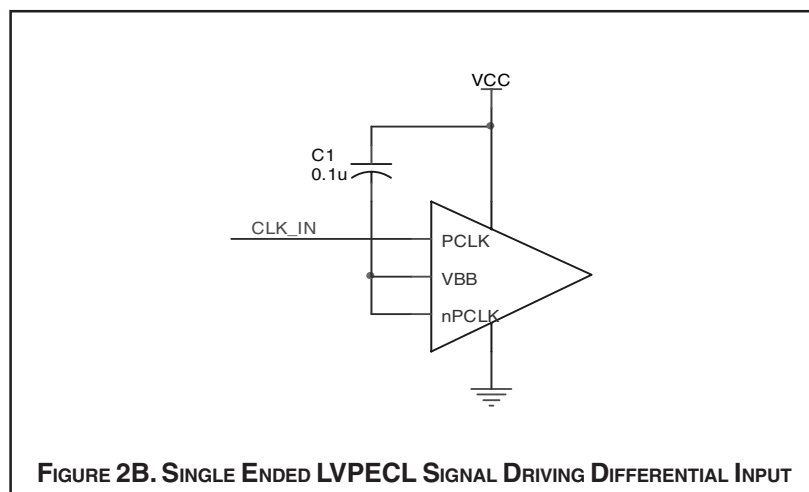 VCC
C1
0.1u
CLK_IN
PCLK
VBB
nPCLK
FIGURE 2B. SINGLE ENDED LVPECL SIGNAL DRIVING DIFFERENTIAL INPUT